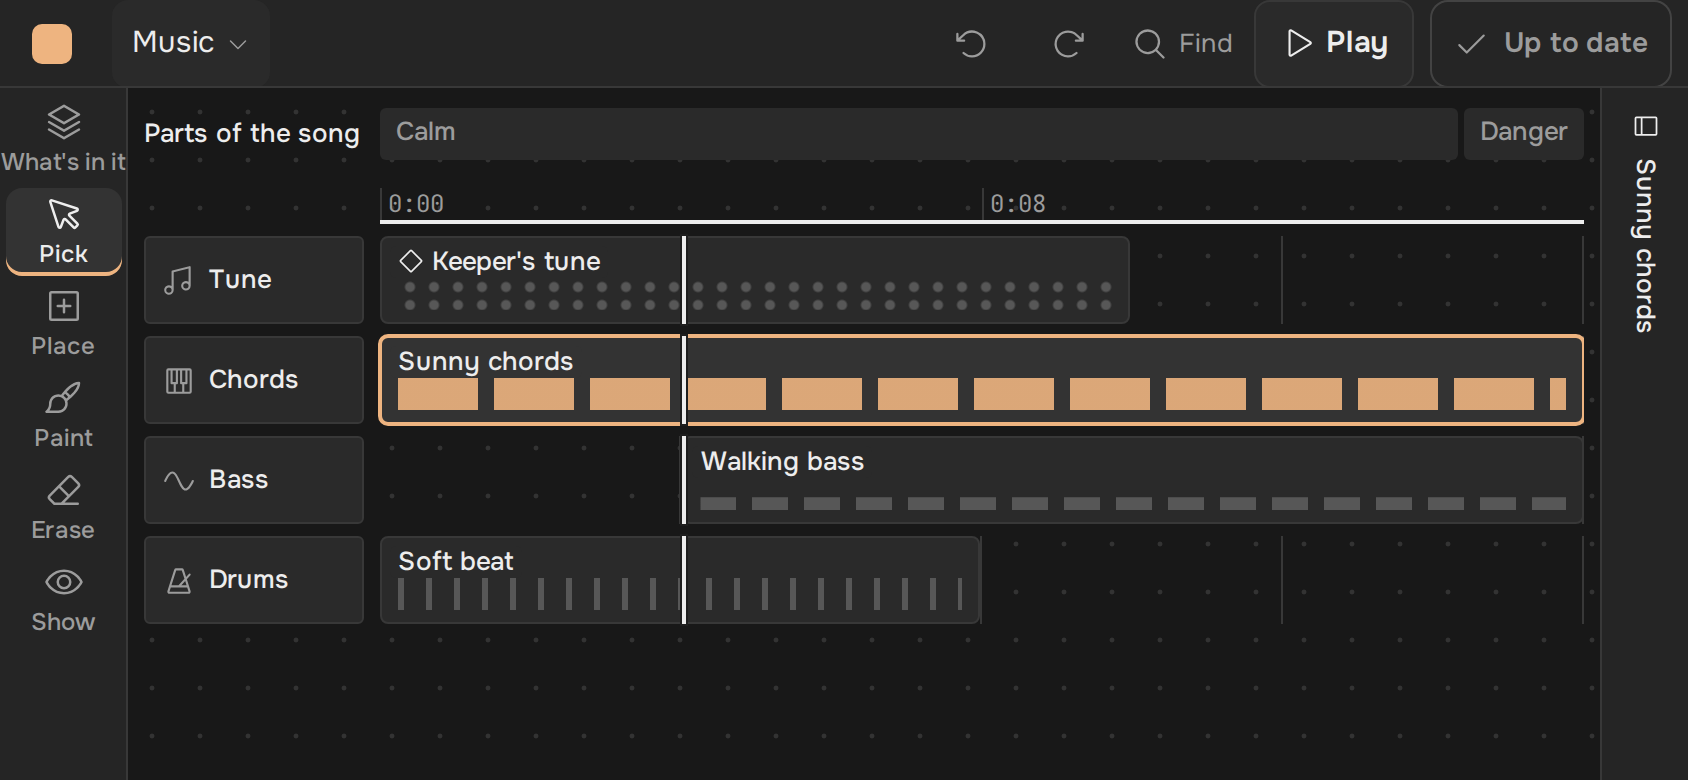 Music
Find
Play
Up to date
What's in it
Pick
Place
Paint
Erase
Show
Parts of the song
Calm
Danger
0:00
0:08
Tune
Keeper's tune
Chords
Sunny chords
Bass
Walking bass
Drums
Soft beat
Sunny chords